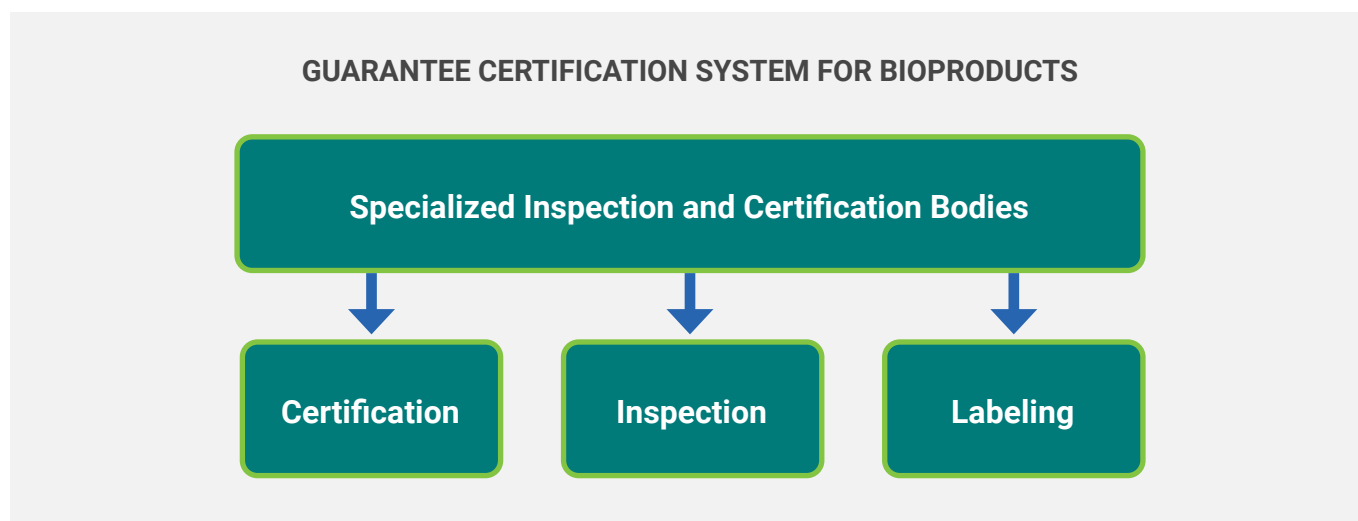 GUARANTEE CERTIFICATION SYSTEM FOR BIOPRODUCTS
Specialized Inspection and Certification Bodies
Certification
Inspection
Labeling